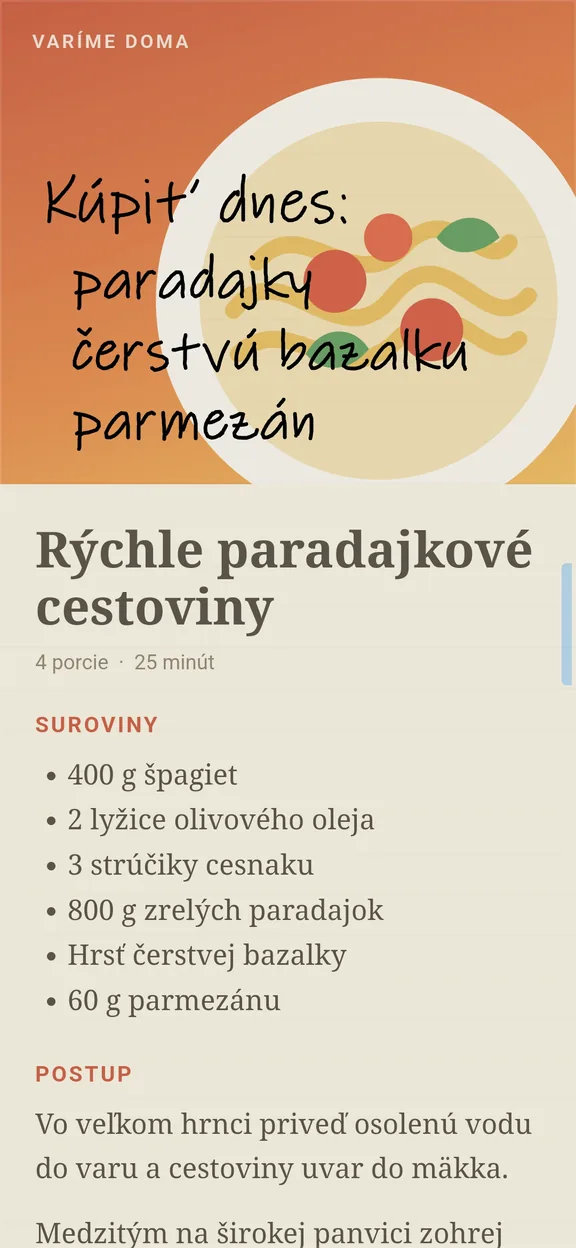 VARÍME DOMA
Kúpiť dnes:
paradajky
čerstvú bazalku
parmezán
Rýchle paradajkové
cestoviny
4 porcie · 25 minút
SUROVINY
• 400 g špagiet
• 2 lyžice olivového oleja
• 3 strúčiky cesnaku
• 800 g zrelých paradajok
• Hrsť čerstvej bazalky
• 60 g parmezánu
POSTUP
Vo veľkom hrnci priveď osolenú vodu
do varu a cestoviny uvar do mäkka.
Medzitým na širokej panvici zohrej